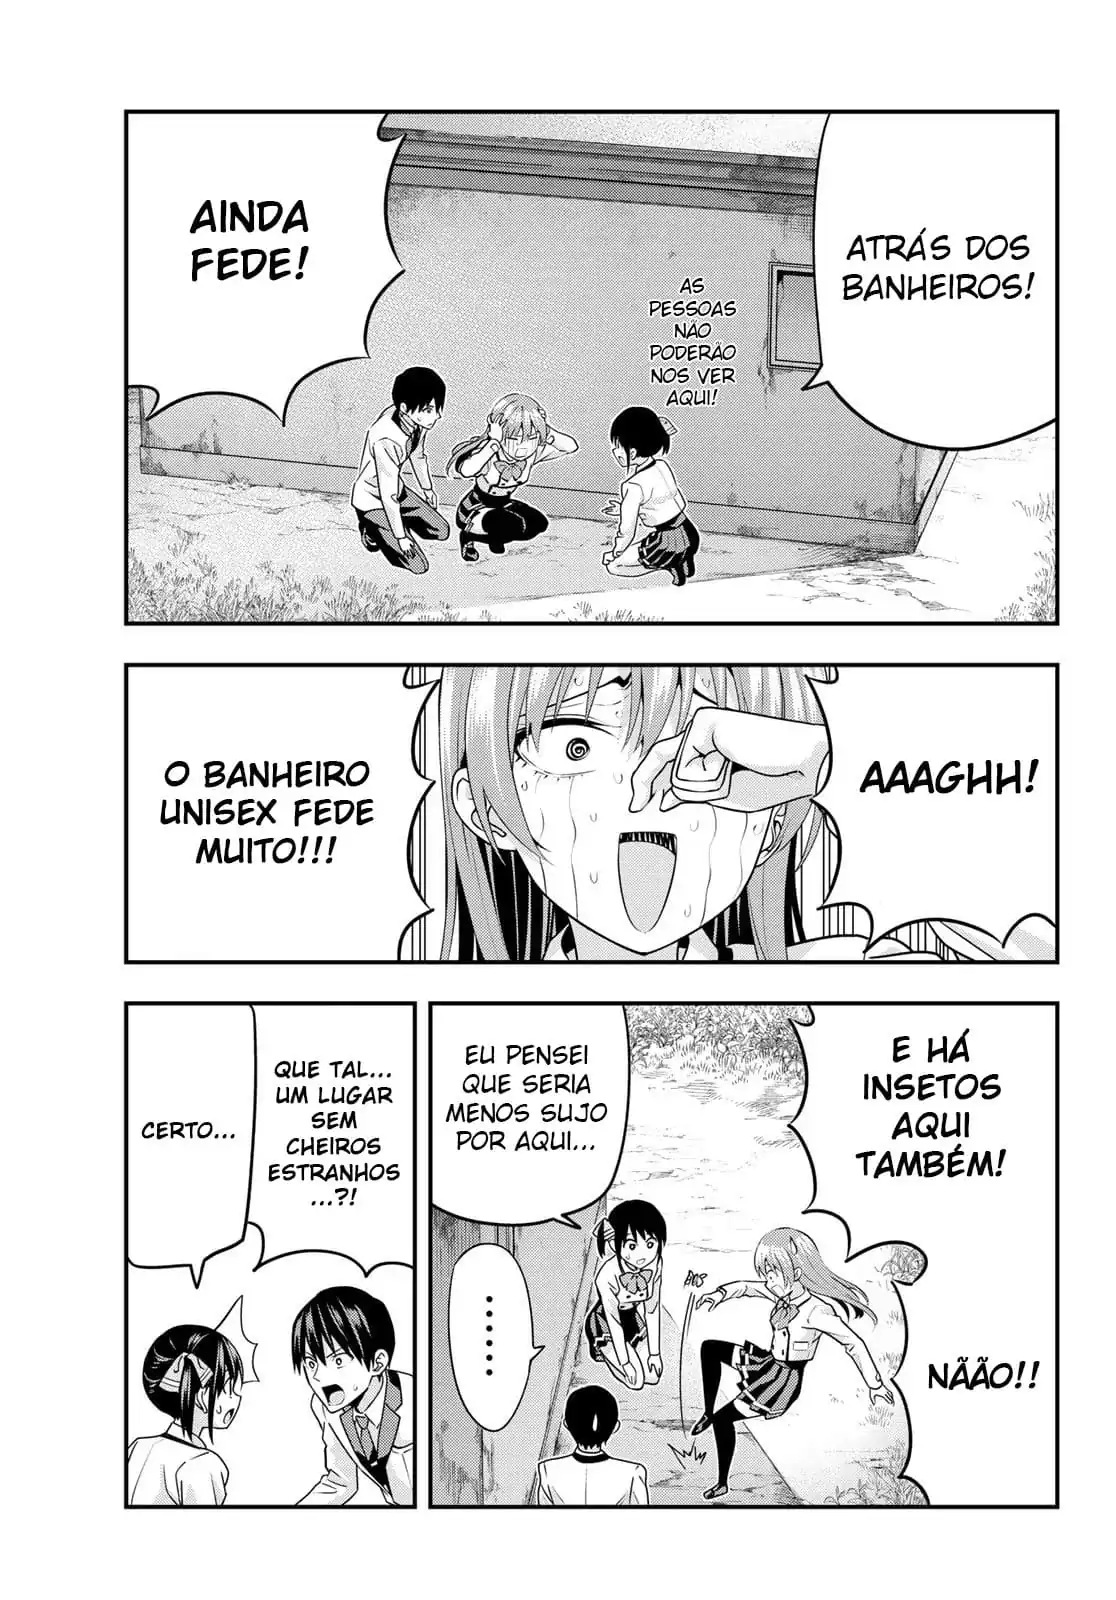 ATRÁS DOS
BANHEIROS!
AS
PESSOAS
NÃO
PODERÃO
NOS VER
AQUI!
AINDA
FEDE!
AAAGHH!
O BANHEIRO
UNISEX FEDE
MUITO!!!
E HÁ
INSETOS
AQUI
TAMBÉM!
NÃÃO!!
EU PENSEI
QUE SERIA
MENOS SUJO
POR AQUI...
......
QUE TAL...
UM LUGAR
SEM
CHEIROS
ESTRANHOS
...?!
CERTO...